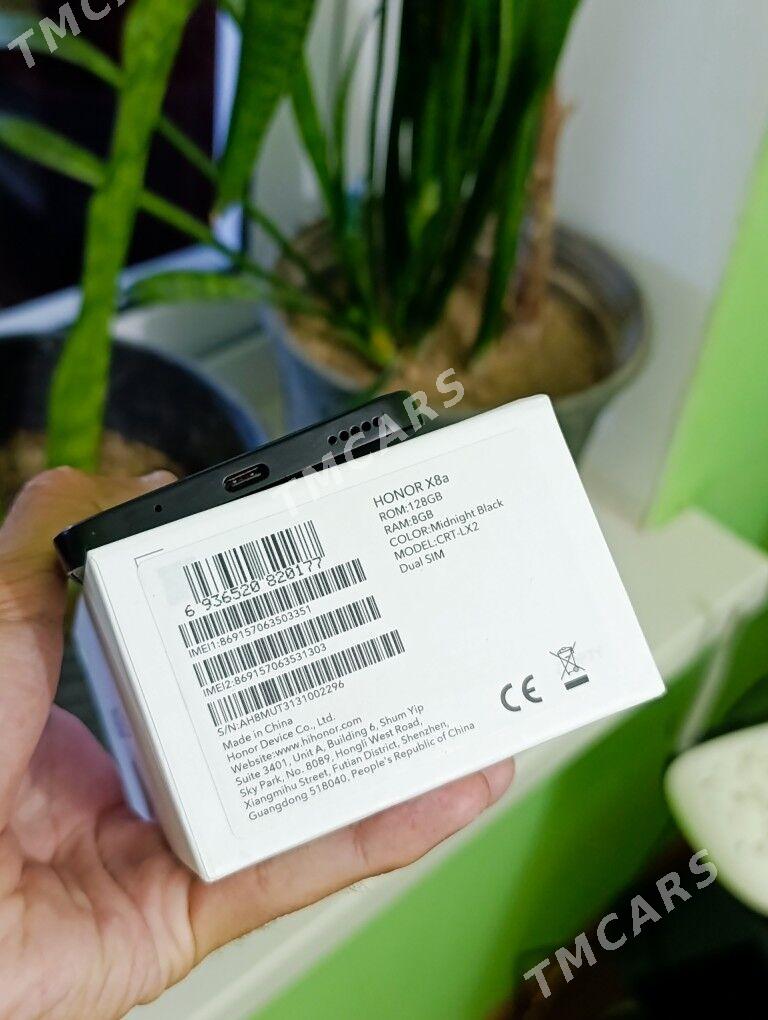 TMCARS
TMCARS
HONOR X8a
ROM:128GB
RAM:8GB
COLOR:Midnight Black
MODEL:CRT-LX2
Dual SIM
6 936520 820177
IMEI1:869157063503351
IMEI2:869157063531303
S/N:AHBMUT3131002296
Made in China
Honor Device Co., Ltd.
Website:www.hihonor.com
Suite 3401, Unit A, Building 6, Shum Yip
Sky Park, No. 8089, Hongli West Road,
Xiangmihu Street, Futian District, Shenzhen,
Guangdong 518040, People's Republic of China
CE
TMCARS